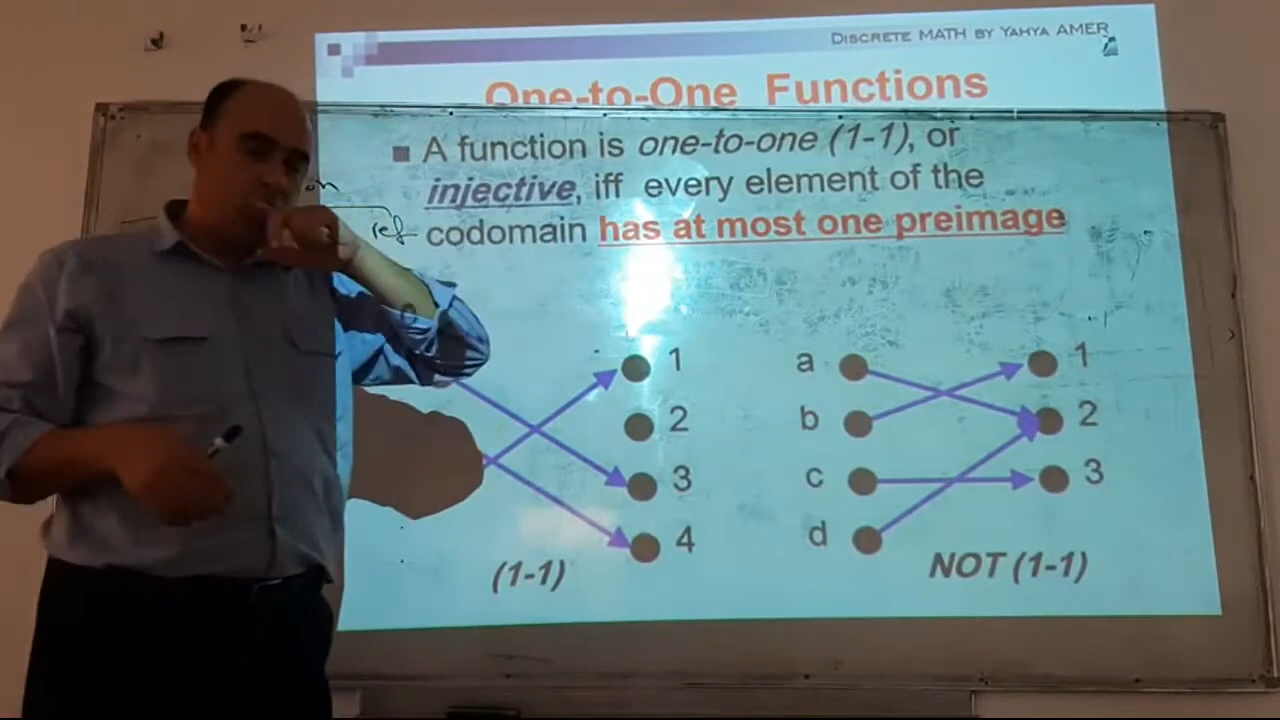 DISCRETE MATH BY YAHYA AMER
One-to-One Functions
A function is one-to-one (1-1), or
injective, iff every element of the
codomain has at most one preimage
on
ref
1
2
3
4
(1-1)
a
b
c
d
1
2
3
NOT (1-1)